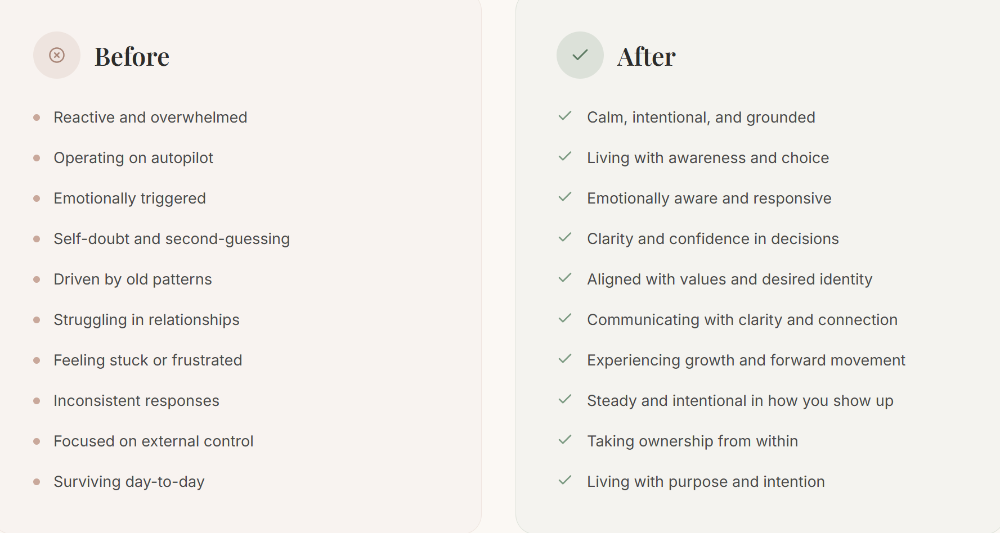 Before
Reactive and overwhelmed
Operating on autopilot
Emotionally triggered
Self-doubt and second-guessing
Driven by old patterns
Struggling in relationships
Feeling stuck or frustrated
Inconsistent responses
Focused on external control
Surviving day-to-day
After
Calm, intentional, and grounded
Living with awareness and choice
Emotionally aware and responsive
Clarity and confidence in decisions
Aligned with values and desired identity
Communicating with clarity and connection
Experiencing growth and forward movement
Steady and intentional in how you show up
Taking ownership from within
Living with purpose and intention